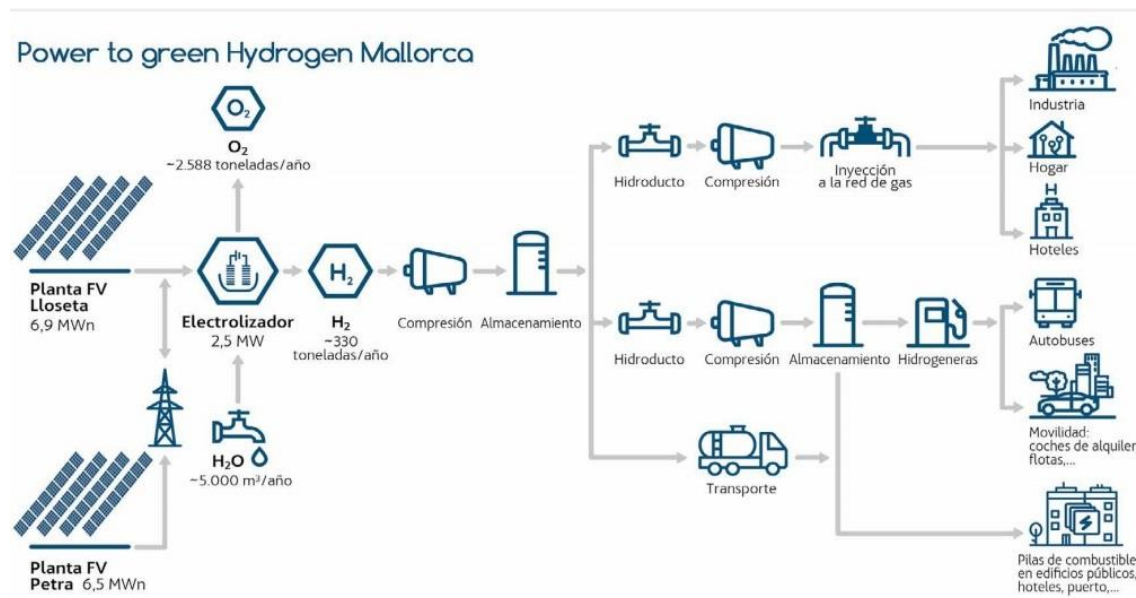 Power to green Hydrogen Mallorca
O₂
O₂
~2.588 toneladas/año
Planta FV
Lloseta
6,9 MWn
Electrolizador
2,5 MW
H₂
H₂
~330
toneladas/año
Compresión
Almacenamiento
H₂O
~5.000 m³/año
Planta FV
Petra 6,5 MWn
Hidroducto
Compresión
Inyección
a la red de gas
Industria
Hogar
H
Hoteles
Hidroducto
Compresión
Almacenamiento
Hidrogeneras
Autobuses
Movilidad:
coches de alquiler
flotas,...
Transporte
Pilas de combustible
en edificios públicos,
hoteles, puerto,...